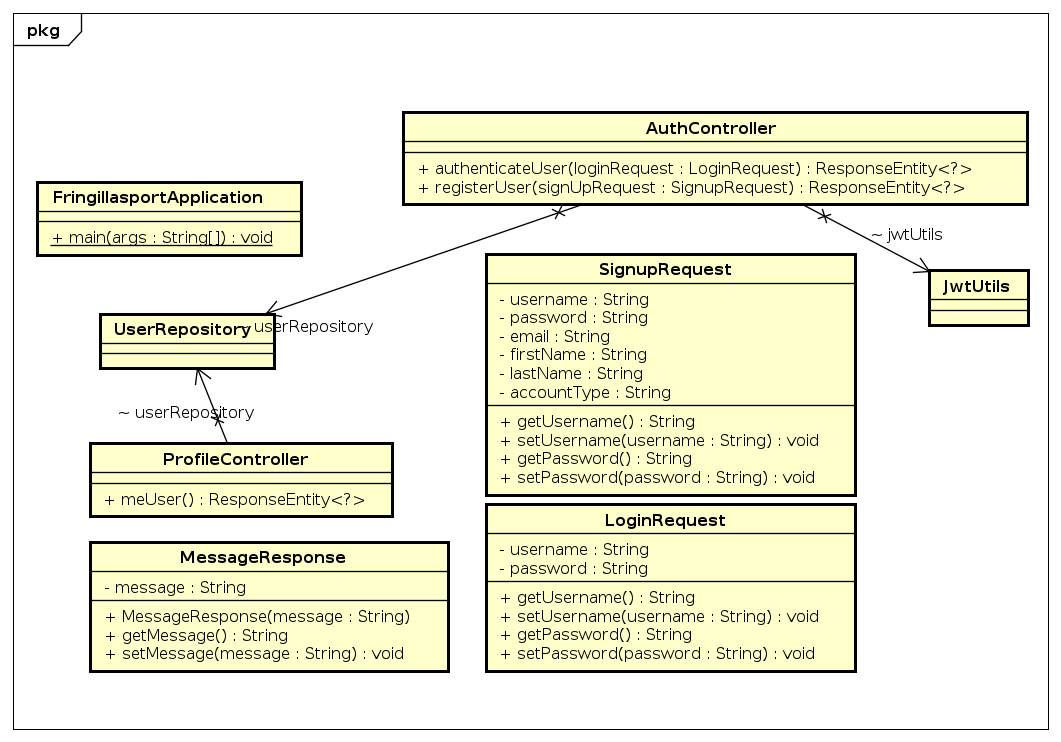 pkg
AuthController
+ authenticateUser(loginRequest : LoginRequest) : ResponseEntity<?>
+ registerUser(signUpRequest : SignupRequest) : ResponseEntity<?>
FringillasportApplication
+ main(args : String[]) : void
~ jwtUtils
JwtUtils
UserRepository
~ userRepository
~ userRepository
ProfileController
+ meUser() : ResponseEntity<?>
SignupRequest
- username : String
- password : String
- email : String
- firstName : String
- lastName : String
- accountType : String
+ getUsername() : String
+ setUsername(username : String) : void
+ getPassword() : String
+ setPassword(password : String) : void
MessageResponse
- message : String
+ MessageResponse(message : String)
+ getMessage() : String
+ setMessage(message : String) : void
LoginRequest
- username : String
- password : String
+ getUsername() : String
+ setUsername(username : String) : void
+ getPassword() : String
+ setPassword(password : String) : void